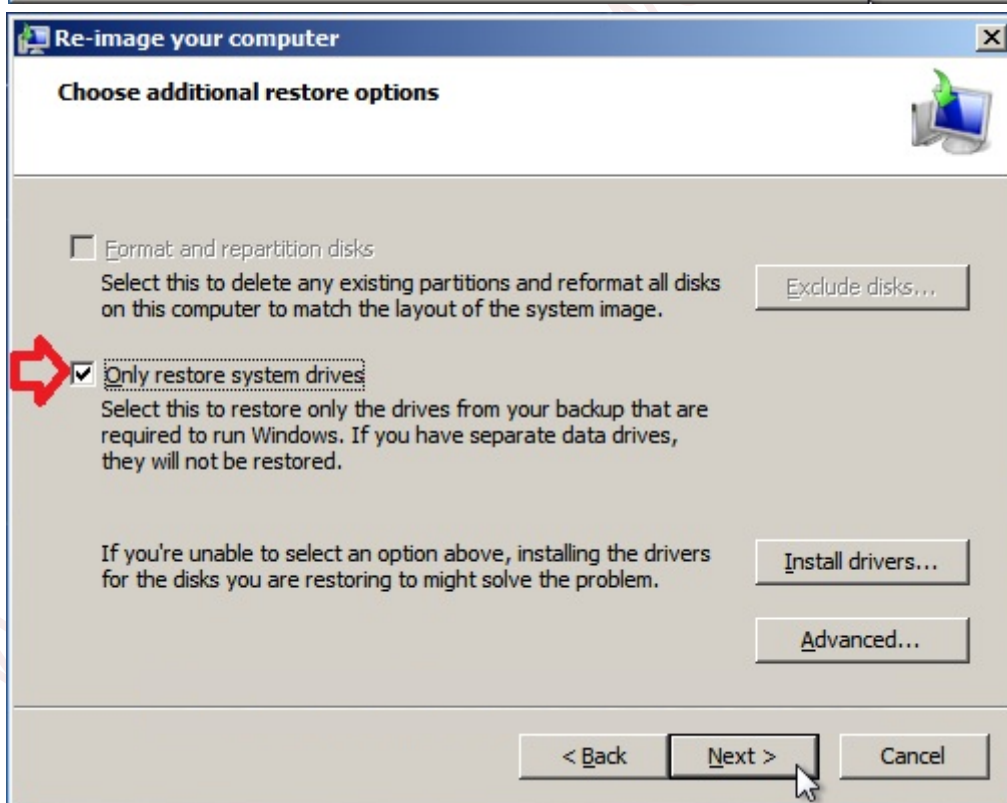 Re-image your computer
Choose additional restore options
Format and repartition disks
Select this to delete any existing partitions and reformat all disks
on this computer to match the layout of the system image.
Exclude disks...
Only restore system drives
Select this to restore only the drives from your backup that are
required to run Windows. If you have separate data drives,
they will not be restored.
If you're unable to select an option above, installing the drivers
for the disks you are restoring to might solve the problem.
Install drivers...
Advanced...
< Back
Next >
Cancel